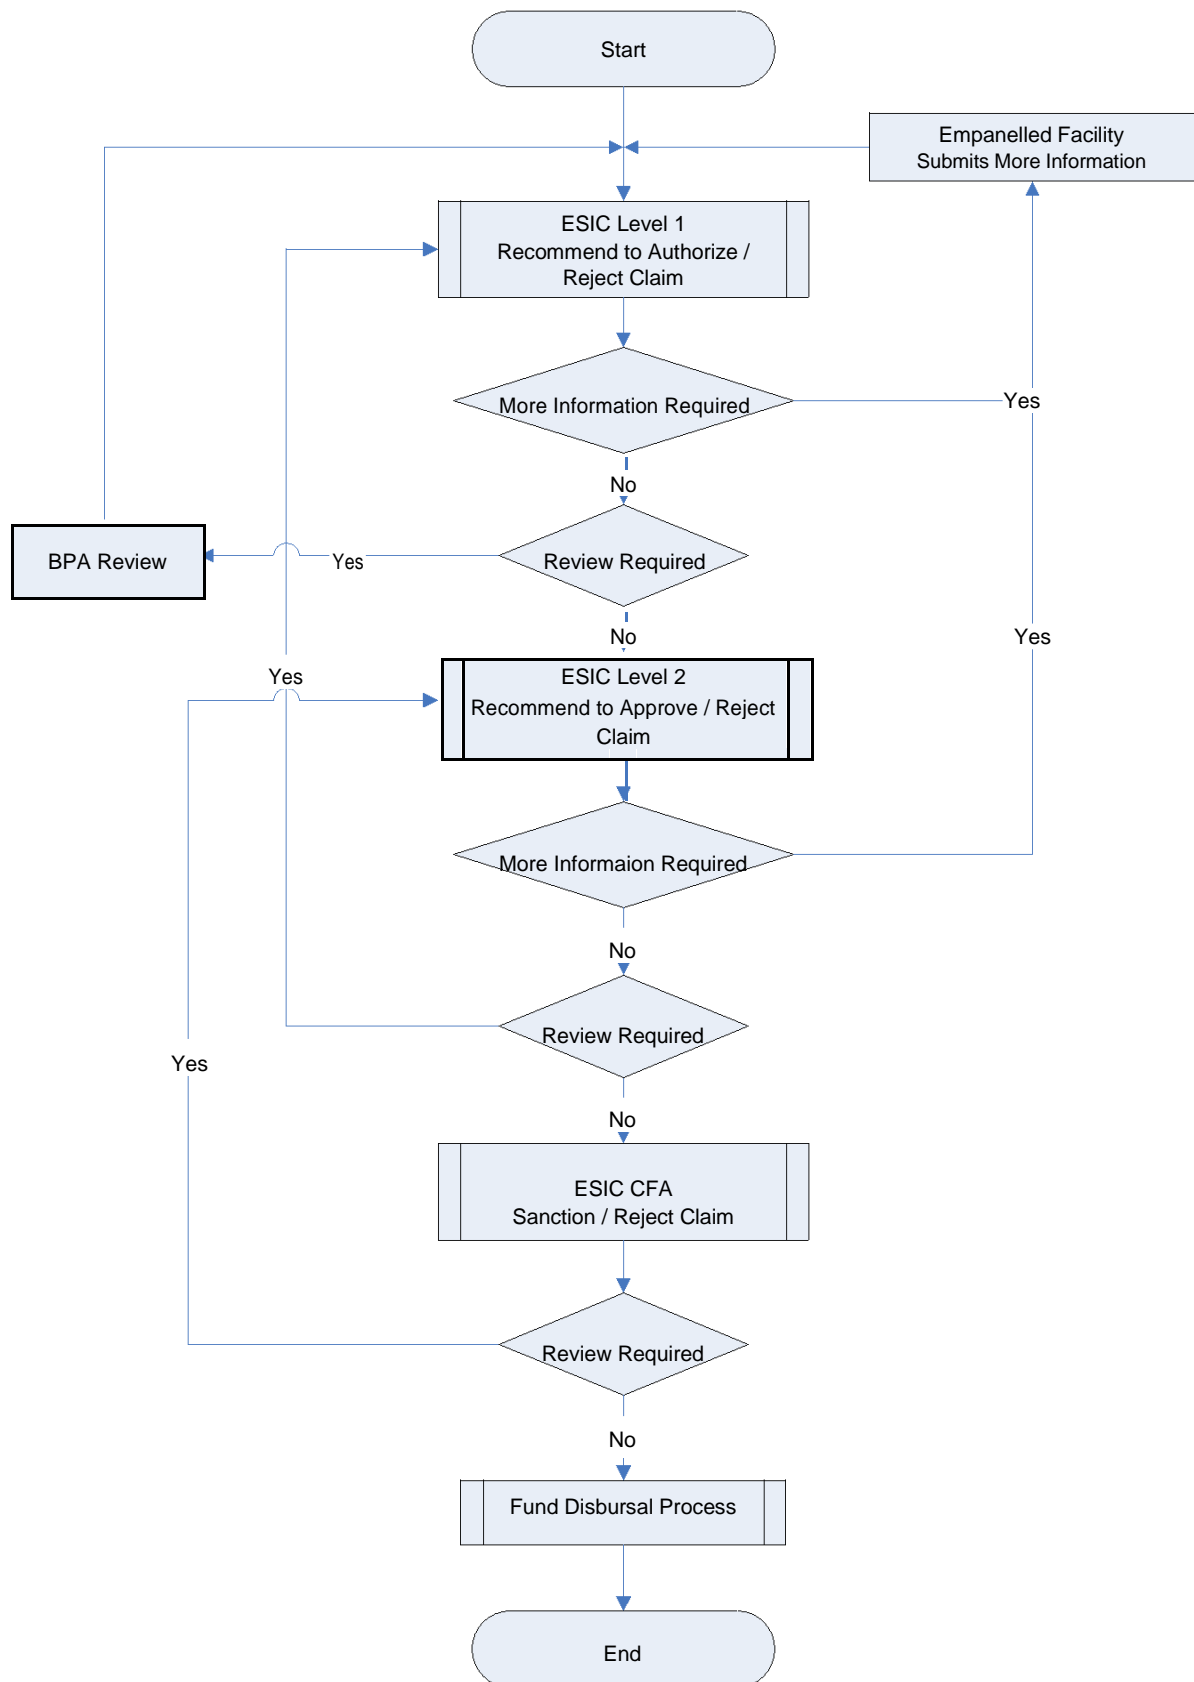 Start
Empanelled Facility
Submits More Information
ESIC Level 1
Recommend to Authorize /
Reject Claim
More Information Required
Yes
No
BPA Review
Yes
Review Required
No
Yes
Yes
ESIC Level 2
Recommend to Approve / Reject
Claim
More Informaion Required
No
Review Required
Yes
No
ESIC CFA
Sanction / Reject Claim
Review Required
No
Fund Disbursal Process
End